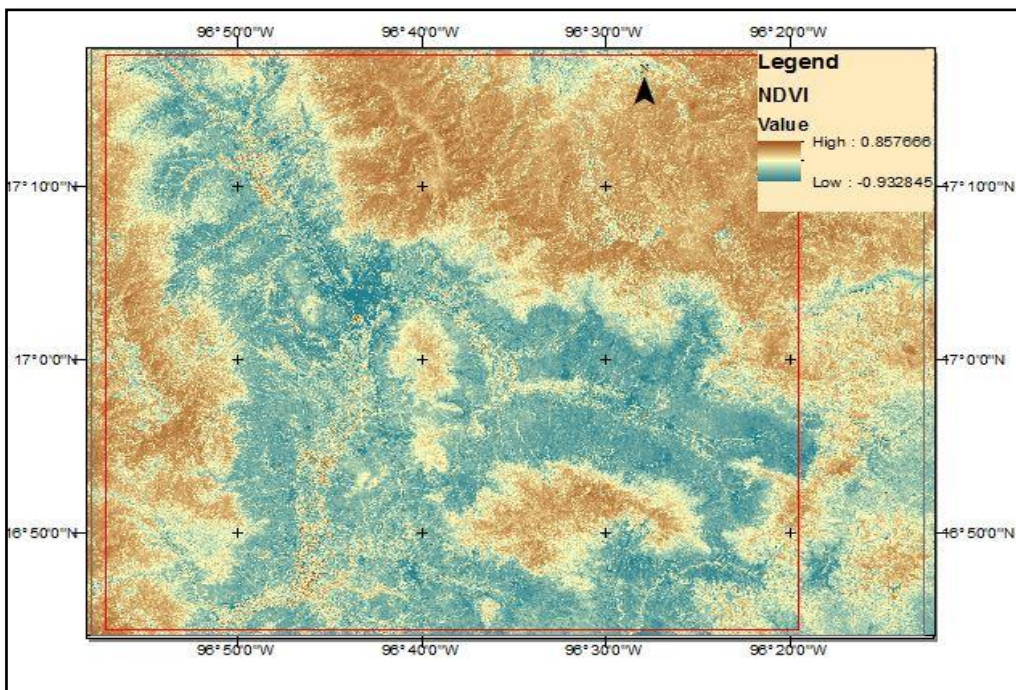 96°50'0"W 96°40'0"W 96°30'0"W 96°20'0"W
Legend
NDVI
Value
High : 0.857666
Low : -0.932845
17°10'0"N 17°10'0"N
17°0'0"N 17°0'0"N
16°50'0"N 16°50'0"N
96°50'0"W 96°40'0"W 96°30'0"W 96°20'0"W